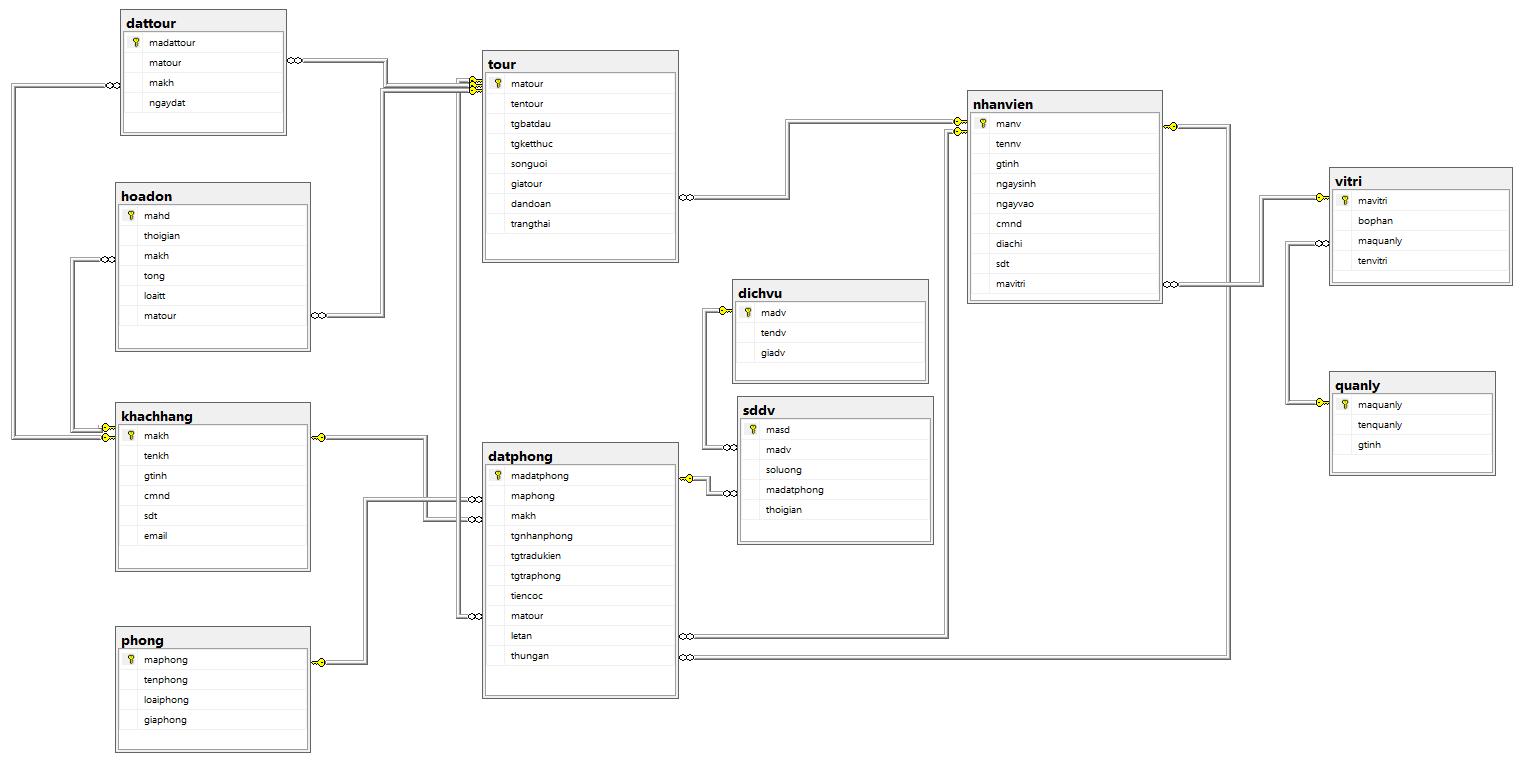 dattour
madattour
matour
makh
ngaydat
hoadon
mahd
thoigian
makh
tong
loaitt
matour
khachhang
makh
tenkh
gtinh
cmnd
sdt
email
phong
maphong
tenphong
loaiphong
giaphong
tour
matour
tentour
tgbatdau
tgketthuc
songuoi
giatour
dandoan
trangthai
datphong
madatphong
maphong
makh
tgnhanphong
tgtradukien
tgtraphong
tiencoc
matour
letan
thungan
dichvu
madv
tendv
giadv
sddv
masd
madv
soluong
madatphong
thoigian
nhanvien
manv
tennv
gtinh
ngaysinh
ngayvao
cmnd
diachi
sdt
mavitri
vitri
mavitri
bophan
maquanly
tenvitri
quanly
maquanly
tenquanly
gtinh